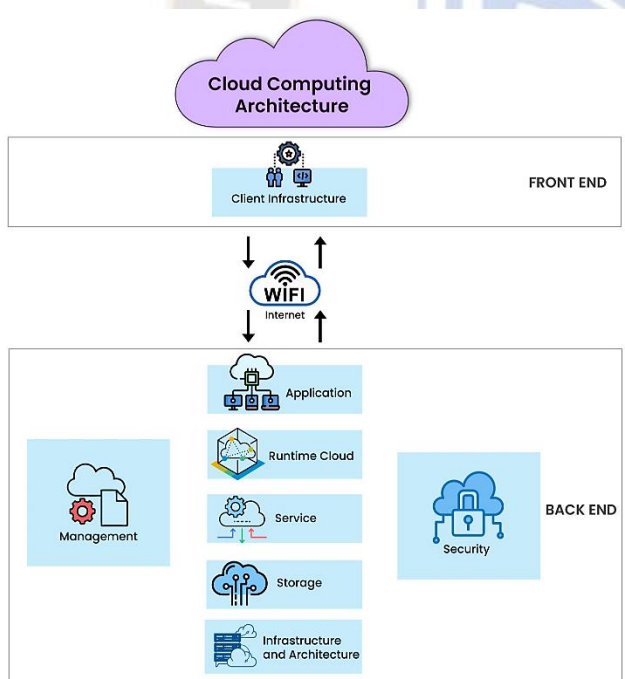 Cloud Computing
Architecture
Client Infrastructure
FRONT END
WIFI
Internet
Application
Runtime Cloud
Service
Storage
Infrastructure
and Architecture
Management
Security
BACK END